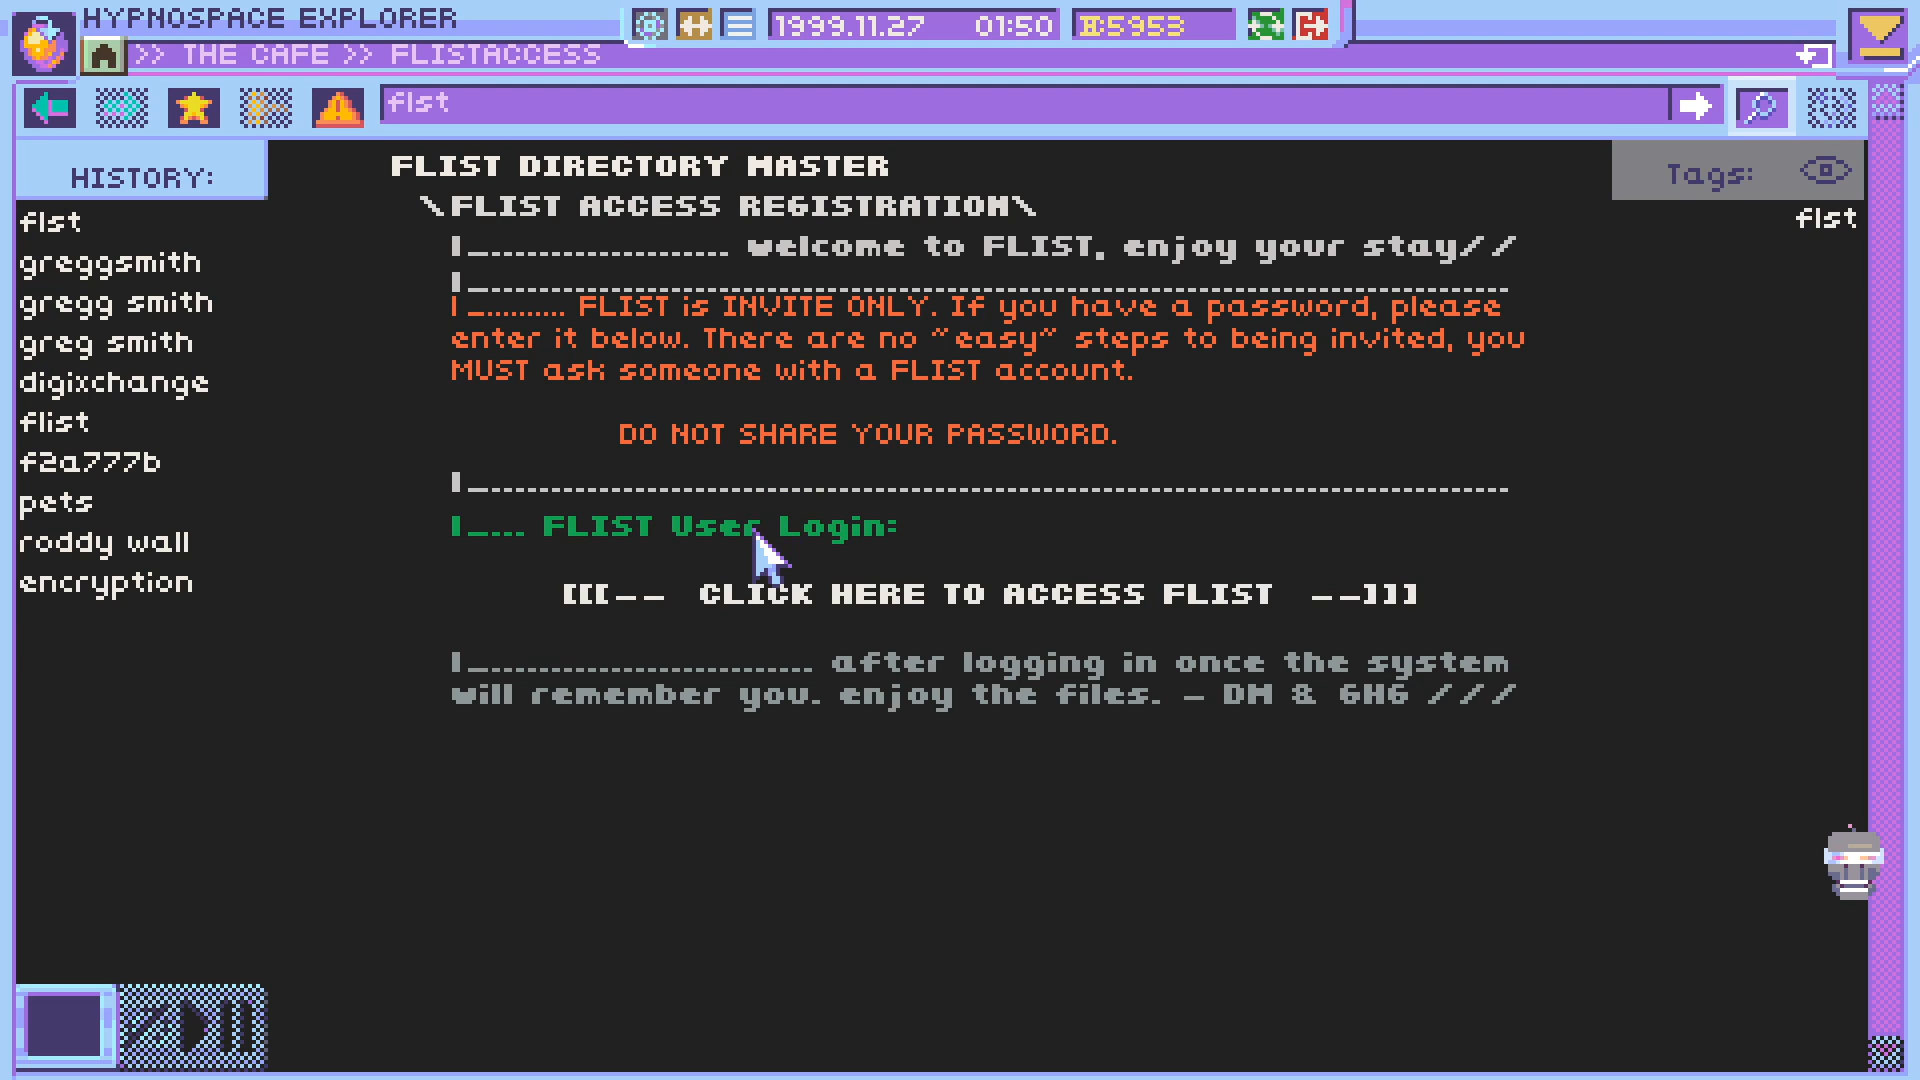 HYPNOSPACE EXPLORER
1999.11.27 01:50 5953
>> THE CAFE >> FLISTACCESS
flst
HISTORY:
flst
greggsmith
gregg smith
greg smith
digixchange
flist
f2a777b
pets
roddy wall
encryption
FLIST DIRECTORY MASTER
\FLIST ACCESS REGISTRATION\
|_...................... welcome to FLIST, enjoy your stay//
|_......................................................................................
|_.......... FLIST is INVITE ONLY. If you have a password, please
enter it below. There are no "easy" steps to being invited, you
MUST ask someone with a FLIST account.
DO NOT SHARE YOUR PASSWORD.
|_......................................................................................
|_.... FLIST User Login:
[[[-- CLICK HERE TO ACCESS FLIST --]]]
|_........................... after logging in once the system
will remember you. enjoy the files. - DM & GHG ///
Tags:
flst